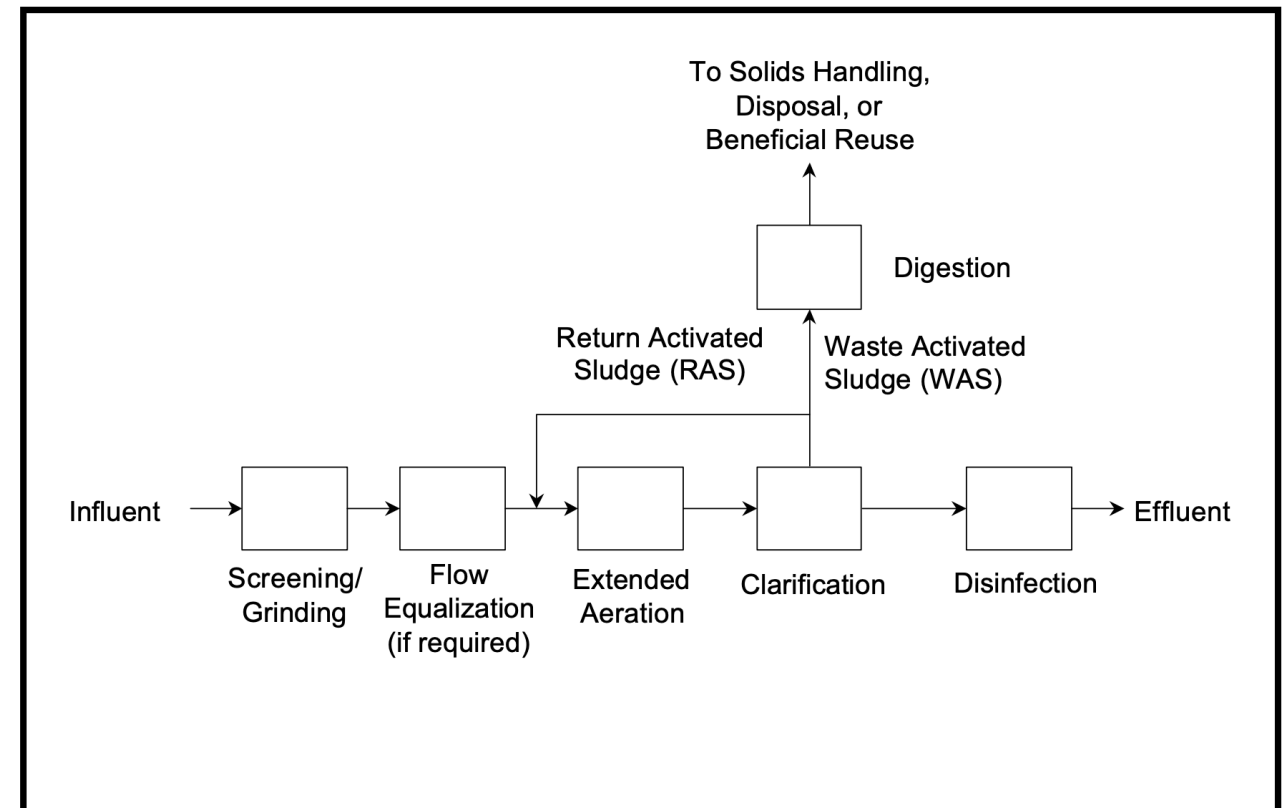 To Solids Handling,
Disposal, or
Beneficial Reuse
Digestion
Return Activated
Sludge (RAS)
Waste Activated
Sludge (WAS)
Influent
Effluent
Screening/
Grinding
Flow
Equalization
(if required)
Extended
Aeration
Clarification
Disinfection